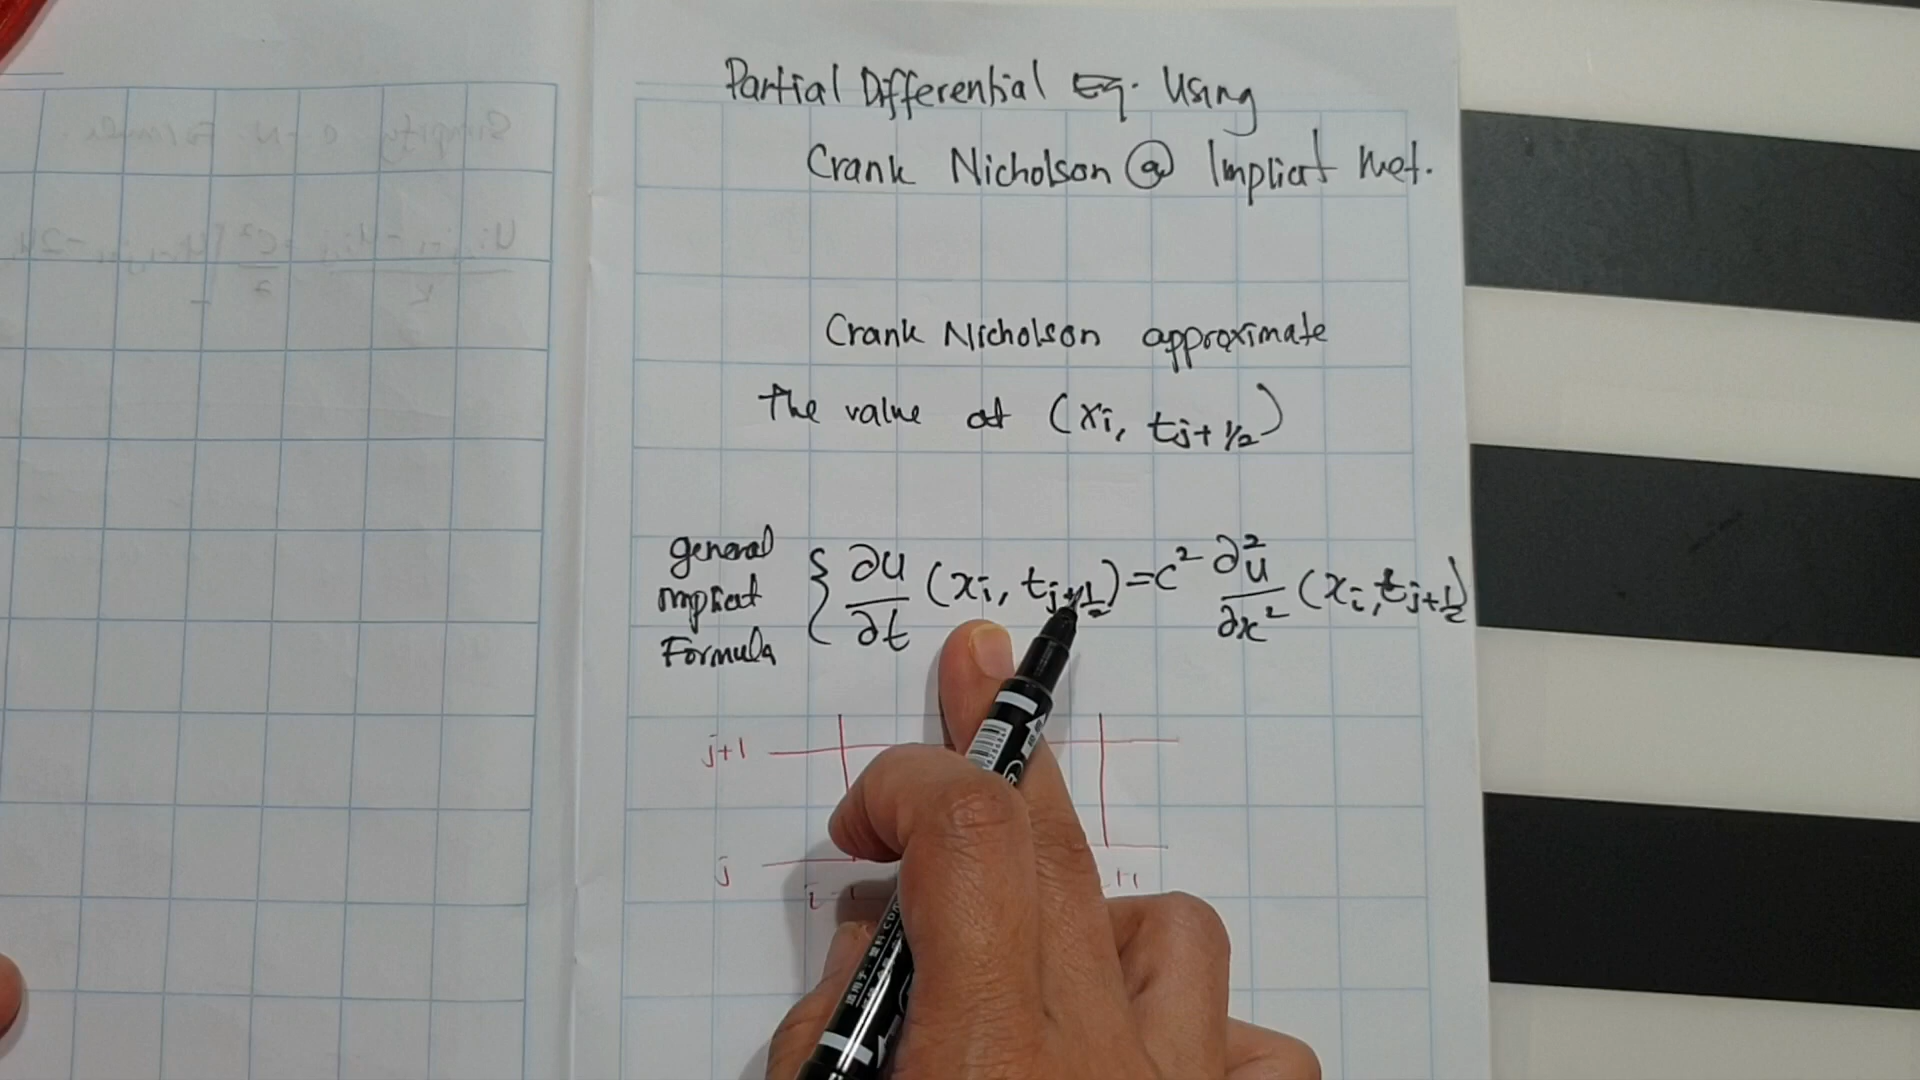 Partial Differential Eq. Using
Crank Nicholson @ Implicit Met.
Crank Nicholson approximate
the value at (xi, tj+1/2)
general
implicit
Formula
{ ∂u/∂t (xi, tj+1/2) = c² ∂²u/∂x² (xi, tj+1/2)
j+1
j
i-1